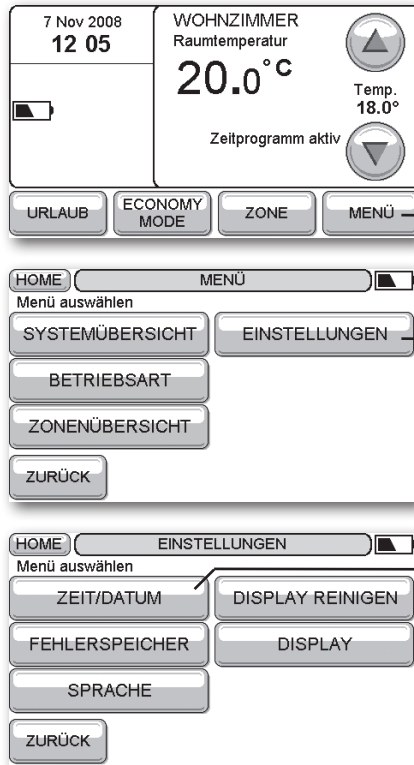 7 Nov 2008
12 05
WOHNZIMMER
Raumtemperatur
20.0°C
Temp.
18.0°
Zeitprogramm aktiv
URLAUB
ECONOMY
MODE
ZONE
MENÜ
HOME
MENÜ
Menü auswählen
SYSTEMÜBERSICHT
EINSTELLUNGEN
BETRIEBSART
ZONENÜBERSICHT
ZURÜCK
HOME
EINSTELLUNGEN
Menü auswählen
ZEIT/DATUM
DISPLAY REINIGEN
FEHLERSPEICHER
DISPLAY
SPRACHE
ZURÜCK